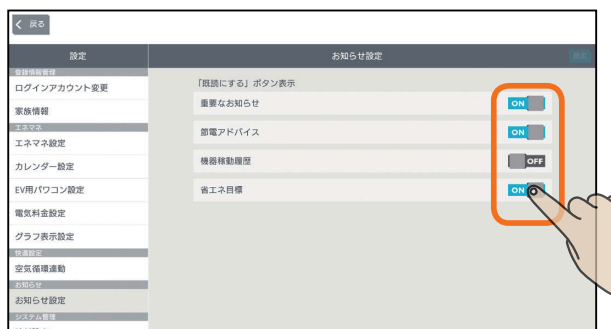 戻る
設定
お知らせ設定
登録情報管理
ログインアカウント変更
家族情報
エネマネ
エネマネ設定
カレンダー設定
EV用パワコン設定
電気料金設定
グラフ表示設定
快適設定
空気循環連動
お知らせ
お知らせ設定
システム管理
「既読にする」ボタン表示
重要なお知らせ
ON
節電アドバイス
ON
機器稼動履歴
OFF
省エネ目標
ON